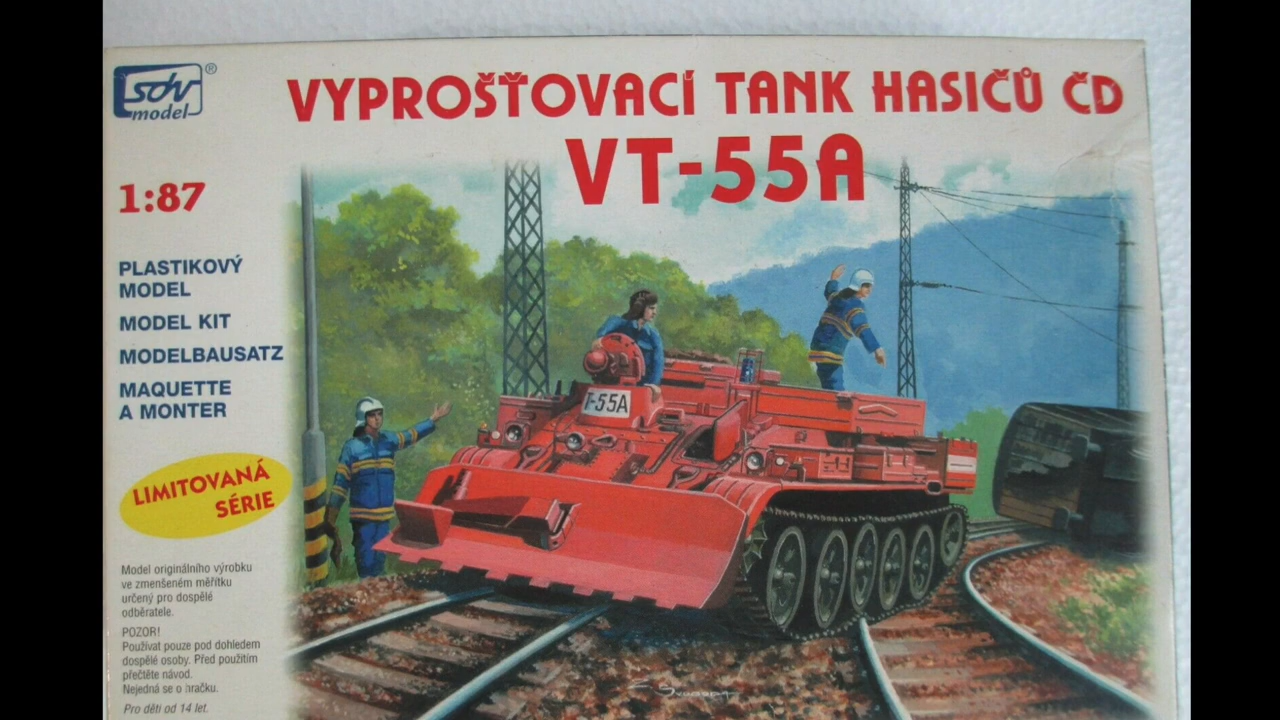 sdv ®
model
VYPROŠŤOVACÍ TANK HASIČŮ ČD
VT-55A
1:87
PLASTIKOVÝ
MODEL
MODEL KIT
MODELBAUSATZ
MAQUETTE
A MONTER
T-55A
LIMITOVANÁ
SÉRIE
Model originálního výrobku
ve zmenšeném měřítku
určený pro dospělé
odběratele.
POZOR!
Používat pouze pod dohledem
dospělé osoby. Před použitím
přečtěte návod.
Nejedná se o hračku.
Pro děti od 14 let.